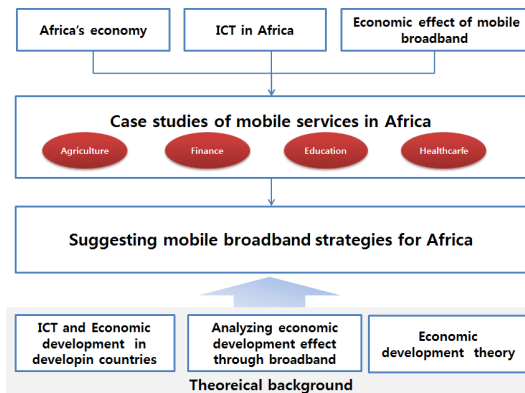 Africa's economy
ICT in Africa
Economic effect of mobile
broadband
Case studies of mobile services in Africa
Agriculture
Finance
Education
Healthcarfe
Suggesting mobile broadband strategies for Africa
ICT and Economic
development in
developin countries
Analyzing economic
development effect
through broadband
Economic
development theory
Theoreical background